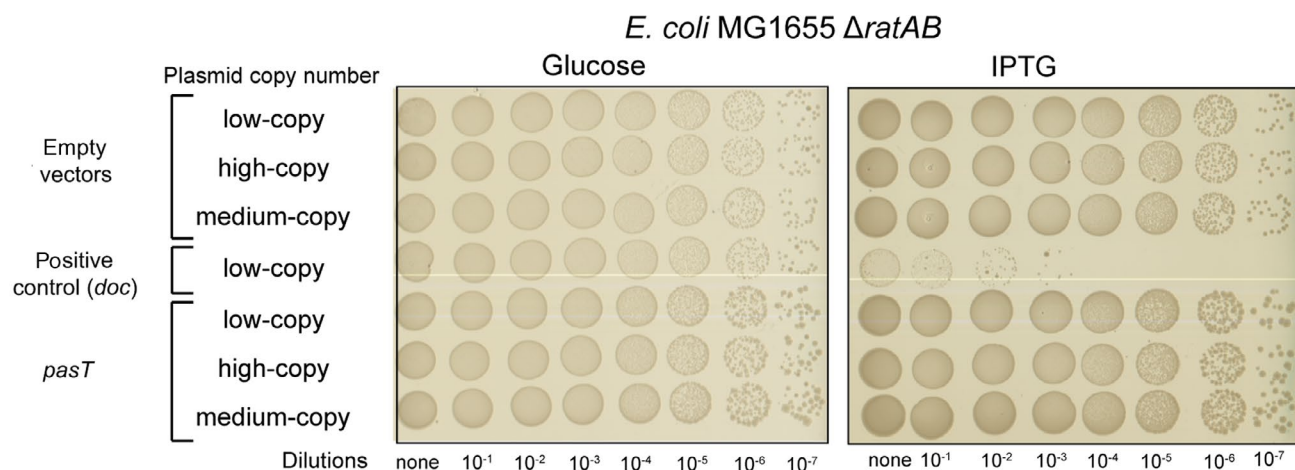 E. coli MG1655 ΔratAB
Plasmid copy number
Glucose
IPTG
Empty
vectors
low-copy
high-copy
medium-copy
Positive
control (doc)
low-copy
pasT
low-copy
high-copy
medium-copy
Dilutions none 10⁻¹ 10⁻² 10⁻³ 10⁻⁴ 10⁻⁵ 10⁻⁶ 10⁻⁷ none 10⁻¹ 10⁻² 10⁻³ 10⁻⁴ 10⁻⁵ 10⁻⁶ 10⁻⁷